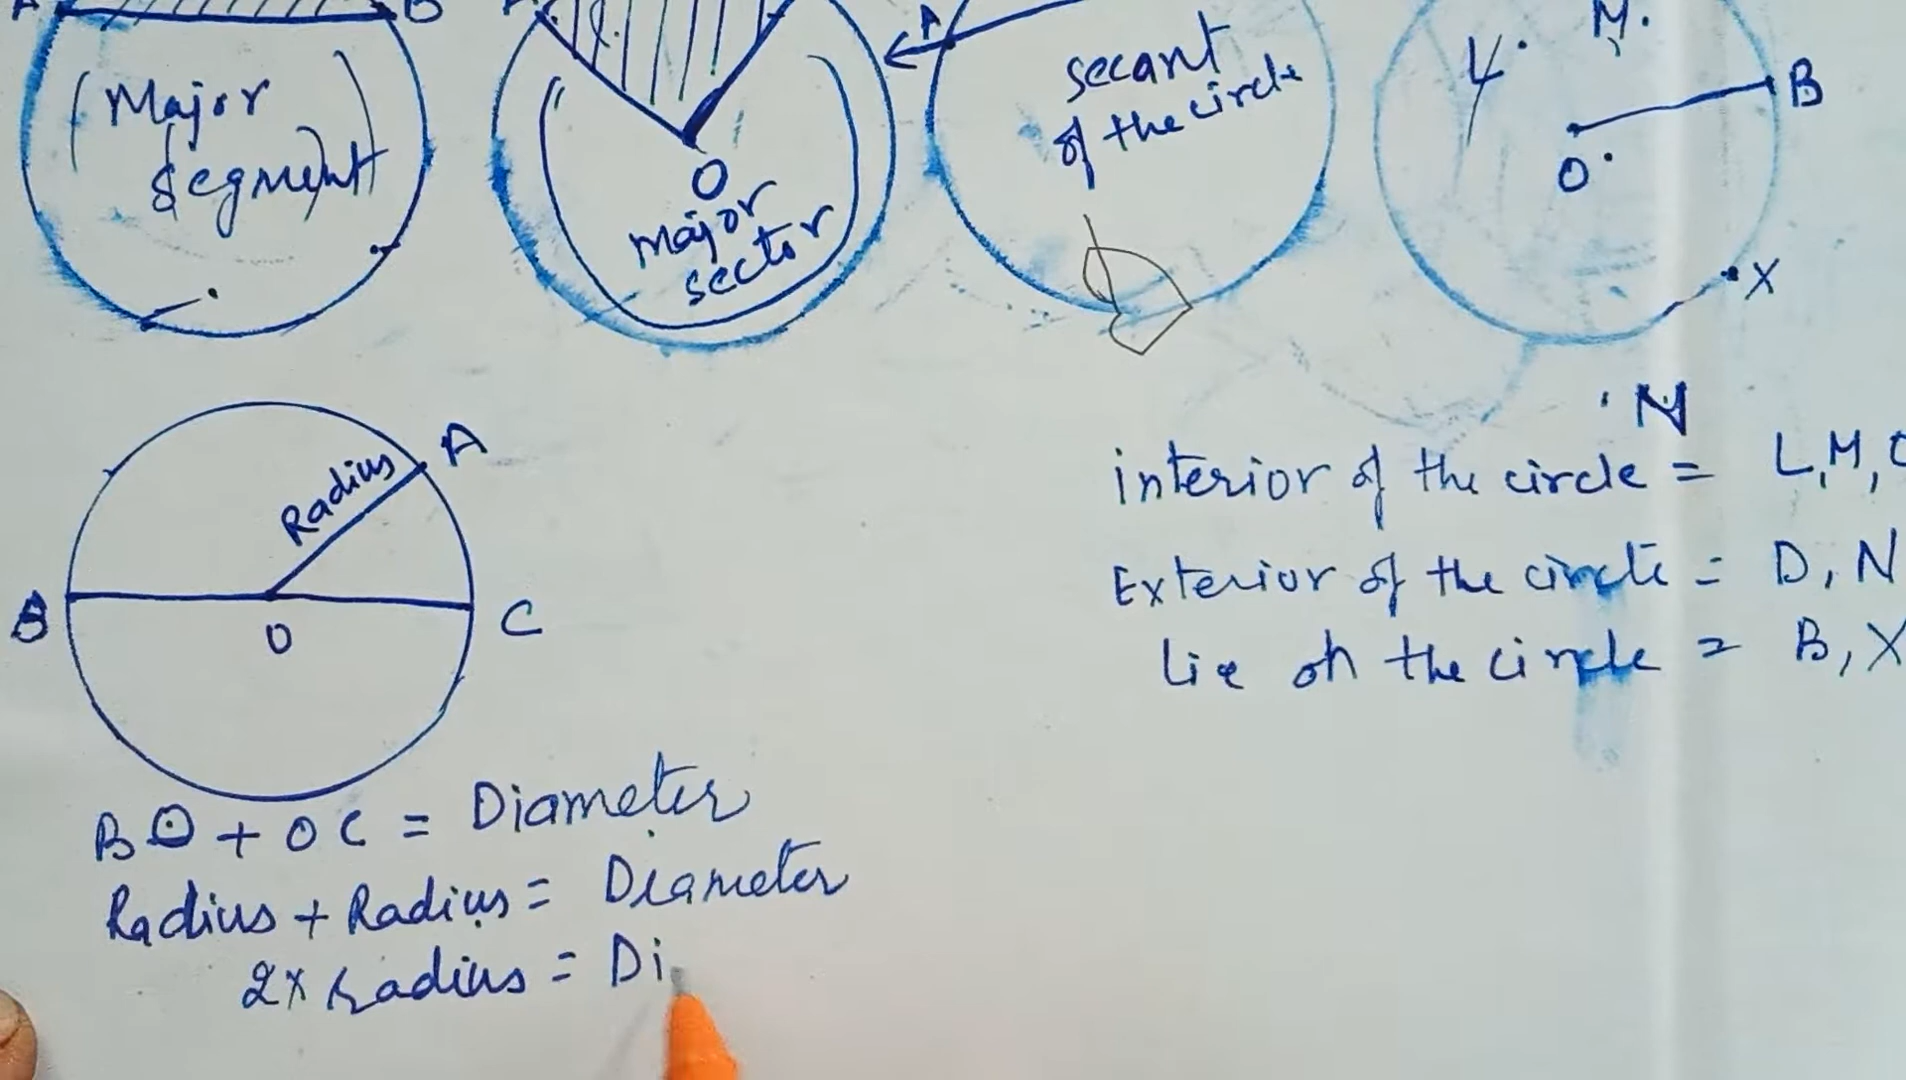 A B
Major
segment
O
Major
sector
A
secant
of the circle
L M
B
O
X
N
interior of the circle = L, M, O
Exterior of the circle = D, N
Lie on the circle = B, X
A
Radius
B O C
BO + OC = Diameter
Radius + Radius = Diameter
2x radius = Di